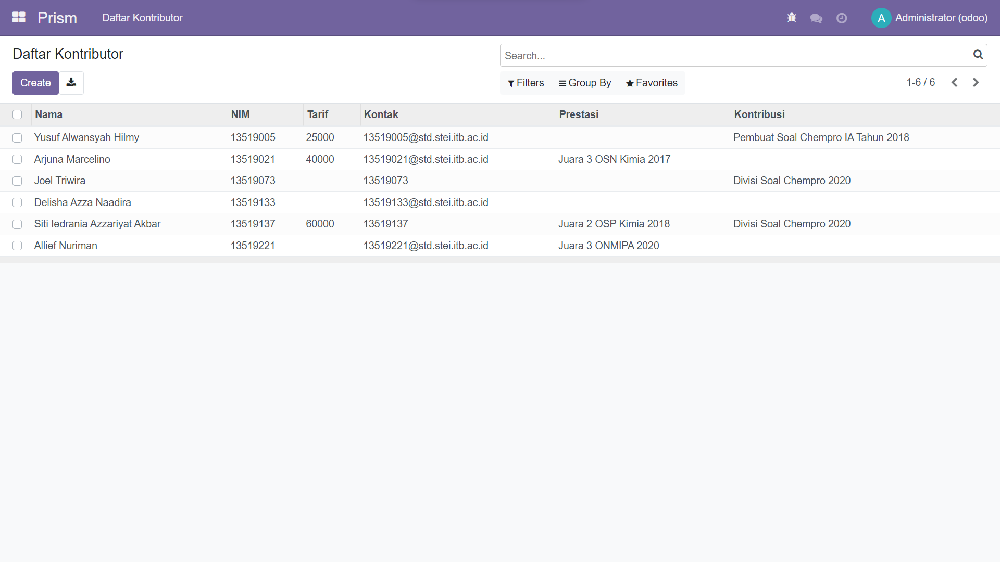 Prism Daftar Kontributor A Administrator (odoo)
Daftar Kontributor
Search...
Create Filters Group By Favorites 1-6 / 6
Nama NIM Tarif Kontak Prestasi Kontribusi
Yusuf Alwansyah Hilmy 13519005 25000 13519005@std.stei.itb.ac.id Pembuat Soal Chempro IA Tahun 2018
Arjuna Marcelino 13519021 40000 13519021@std.stei.itb.ac.id Juara 3 OSN Kimia 2017
Joel Triwira 13519073 13519073 Divisi Soal Chempro 2020
Delisha Azza Naadira 13519133 13519133@std.stei.itb.ac.id
Siti Iedrania Azzariyat Akbar 13519137 60000 13519137 Juara 2 OSP Kimia 2018 Divisi Soal Chempro 2020
Allief Nuriman 13519221 13519221@std.stei.itb.ac.id Juara 3 ONMIPA 2020